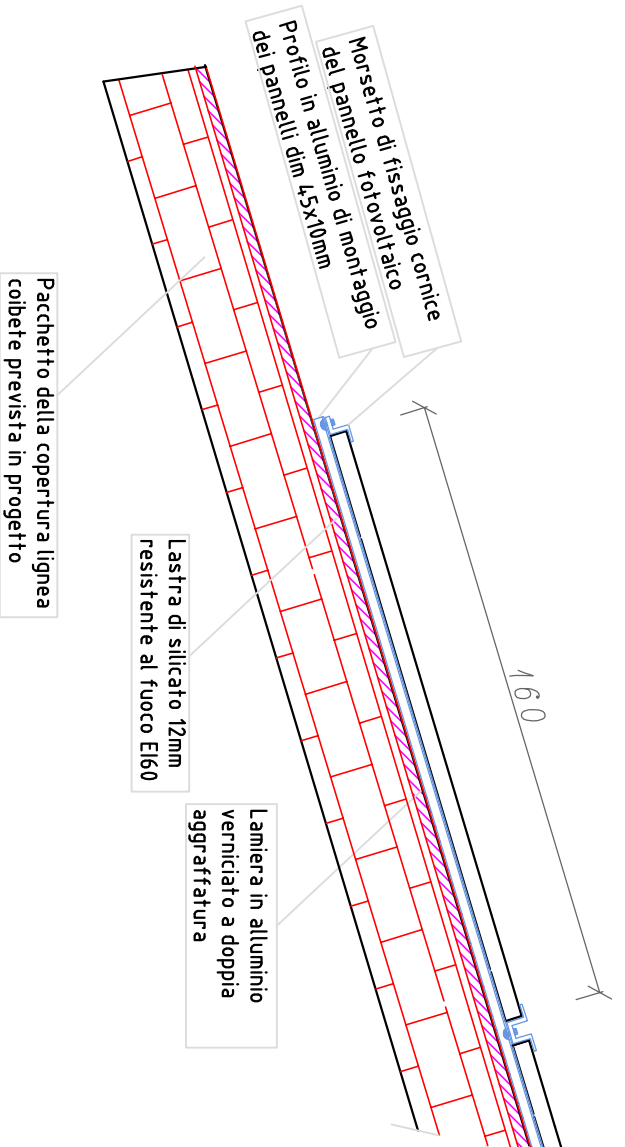 Morsetto di fissaggio cornice
del pannello fotovoltaico
Profilo in alluminio di montaggio
dei pannelli dim 45x10mm
160
Pacchetto della copertura lignea
coibete prevista in progetto
Lastra di silicato 12mm
resistente al fuoco EI60
Lamiera in alluminio
verniciato a doppia
aggraffatura